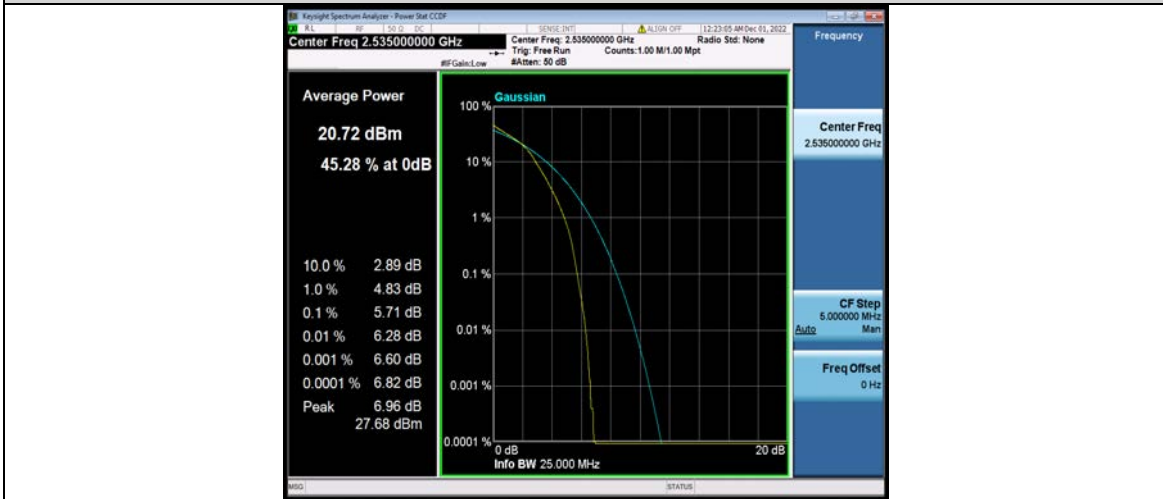 Keysight Spectrum Analyzer - Power Stat CCDF
RL RF 50 Ω DC SENSE:INT ALIGN OFF 12:23:05 AM Dec 01, 2022
Center Freq 2.535000000 GHz
Center Freq: 2.535000000 GHz Radio Std: None
Trig: Free Run Counts:1.00 M/1.00 Mpt
#IFGain:Low #Atten: 50 dB
Frequency
Average Power
20.72 dBm
45.28 % at 0dB
10.0 % 2.89 dB
1.0 % 4.83 dB
0.1 % 5.71 dB
0.01 % 6.28 dB
0.001 % 6.60 dB
0.0001 % 6.82 dB
Peak 6.96 dB
27.68 dBm
Gaussian
100 %
10 %
1 %
0.1 %
0.01 %
0.001 %
0.0001 %
0 dB 20 dB
Info BW 25.000 MHz
Center Freq
2.535000000 GHz
CF Step
5.000000 MHz
Auto Man
Freq Offset
0 Hz
MSG STATUS